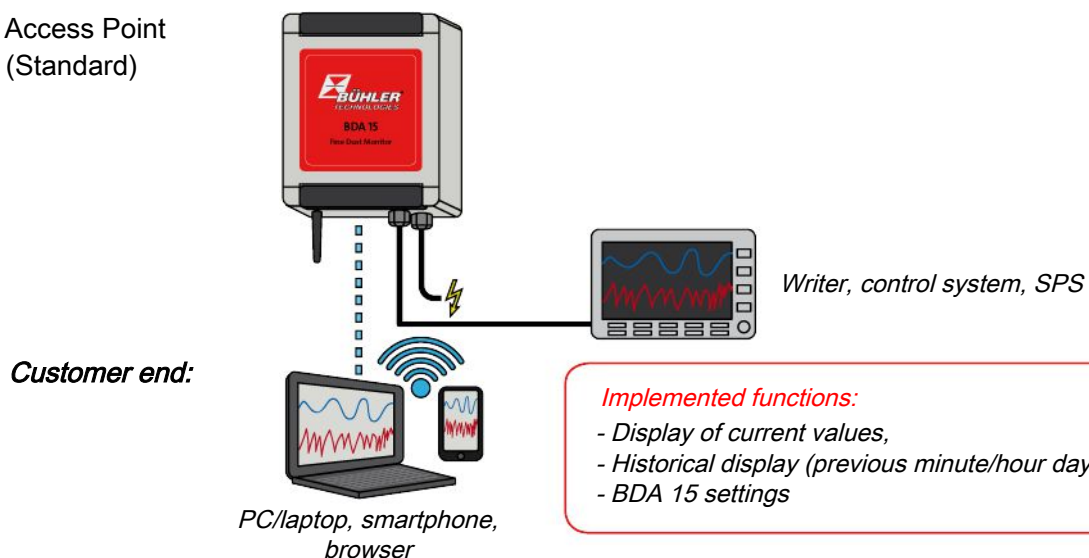 Access Point
(Standard)
BÜHLER
TECHNOLOGIES
BDA 15
Fine Dust Monitor
Writer, control system, SPS
Customer end:
PC/laptop, smartphone,
browser
Implemented functions:
- Display of current values,
- Historical display (previous minute/hour day
- BDA 15 settings